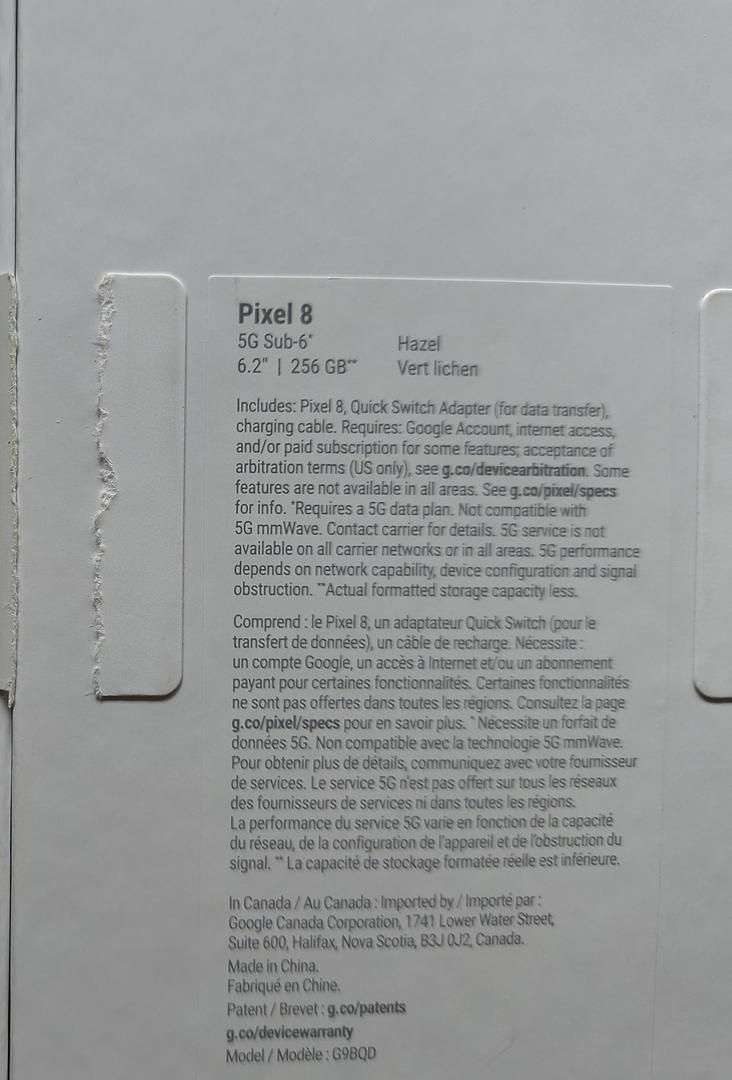 Pixel 8
5G Sub-6*
Hazel
6.2" | 256 GB**
Vert lichen
Includes: Pixel 8, Quick Switch Adapter (for data transfer),
charging cable. Requires: Google Account, internet access,
and/or paid subscription for some features; acceptance of
arbitration terms (US only), see g.co/devicearbitration. Some
features are not available in all areas. See g.co/pixel/specs
for info. *Requires a 5G data plan. Not compatible with
5G mmWave. Contact carrier for details. 5G service is not
available on all carrier networks or in all areas. 5G performance
depends on network capability, device configuration and signal
obstruction. **Actual formatted storage capacity less.
Comprend : le Pixel 8, un adaptateur Quick Switch (pour le
transfert de données), un câble de recharge. Nécessite :
un compte Google, un accès à Internet et/ou un abonnement
payant pour certaines fonctionnalités. Certaines fonctionnalités
ne sont pas offertes dans toutes les régions. Consultez la page
g.co/pixel/specs pour en savoir plus. * Nécessite un forfait de
données 5G. Non compatible avec la technologie 5G mmWave.
Pour obtenir plus de détails, communiquez avec votre fournisseur
de services. Le service 5G n'est pas offert sur tous les réseaux
des fournisseurs de services ni dans toutes les régions.
La performance du service 5G varie en fonction de la capacité
du réseau, de la configuration de l'appareil et de l'obstruction du
signal. ** La capacité de stockage formatée réelle est inférieure.
In Canada / Au Canada : Imported by / Importé par :
Google Canada Corporation, 1741 Lower Water Street,
Suite 600, Halifax, Nova Scotia, B3J 0J2, Canada.
Made in China.
Fabriqué en Chine.
Patent / Brevet : g.co/patents
g.co/devicewarranty
Model / Modèle : G9BQD